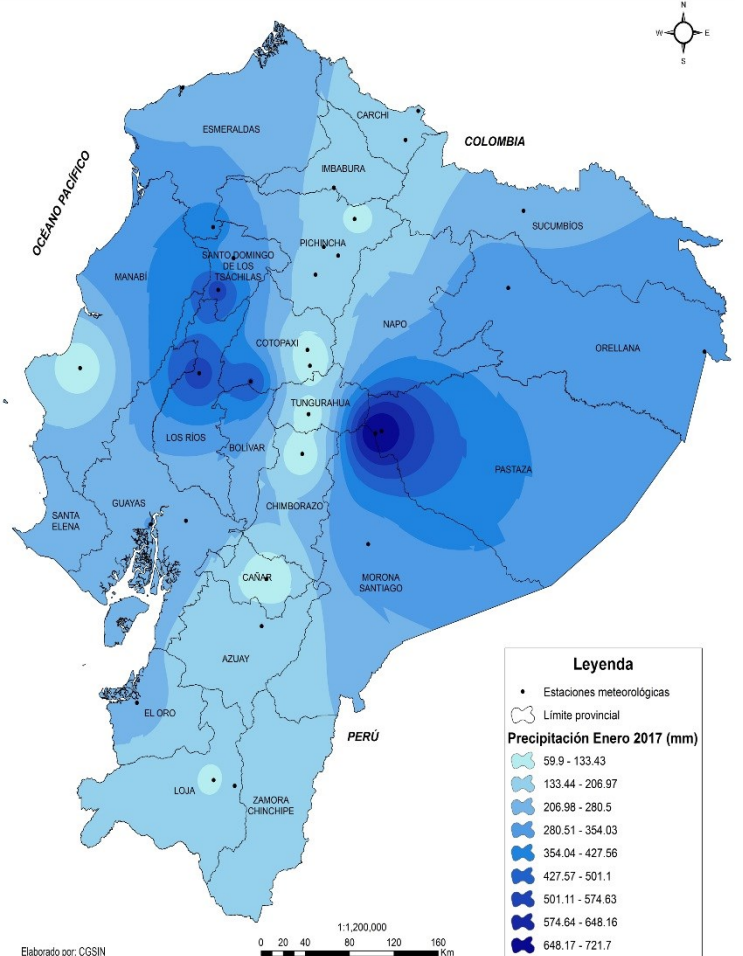 N
W E
S
COLOMBIA
OCÉANO PACÍFICO
ESMERALDAS
CARCHI
IMBABURA
SUCUMBÍOS
PICHINCHA
SANTO DOMINGO
DE LOS
TSÁCHILAS
MANABÍ
NAPO
COTOPAXI
ORELLANA
TUNGURAHUA
LOS RÍOS
BOLÍVAR
PASTAZA
GUAYAS
CHIMBORAZO
SANTA
ELENA
CAÑAR
MORONA
SANTIAGO
AZUAY
EL ORO
PERÚ
LOJA
ZAMORA
CHINCHIPE
Leyenda
Estaciones meteorológicas
Límite provincial
Precipitación Enero 2017 (mm)
59.9 - 133.43
133.44 - 206.97
206.98 - 280.5
280.51 - 354.03
354.04 - 427.56
427.57 - 501.1
501.11 - 574.63
574.64 - 648.16
648.17 - 721.7
1:1,200,000
0 20 40 80 120 160
Km
Elaborado por: CGSIN